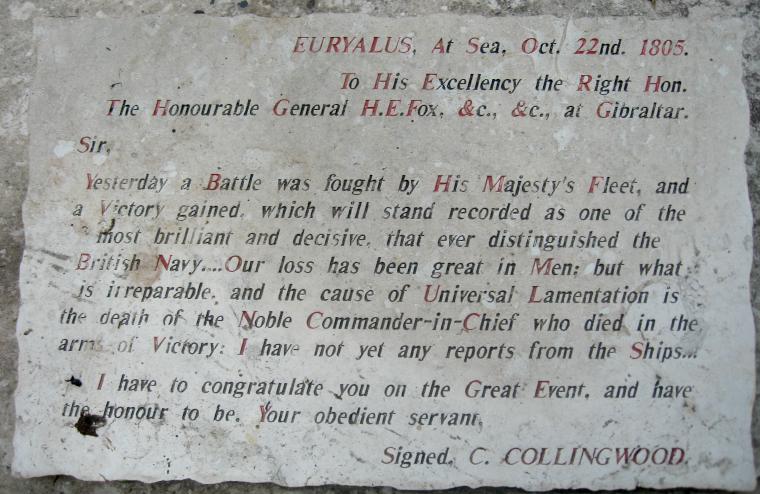 EURYALUS, At Sea, Oct. 22nd. 1805.
To His Excellency the Right Hon.
The Honourable General H.E.Fox, &c., &c., at Gibraltar.
Sir,
Yesterday a Battle was fought by His Majesty's Fleet, and
a Victory gained, which will stand recorded as one of the
most brilliant and decisive, that ever distinguished the
British Navy....Our loss has been great in Men; but what
is irreparable, and the cause of Universal Lamentation is
the death of the Noble Commander-in-Chief who died in the
arms of Victory: I have not yet any reports from the Ships...
I have to congratulate you on the Great Event, and have
the honour to be, Your obedient servant,
Signed, C. COLLINGWOOD.